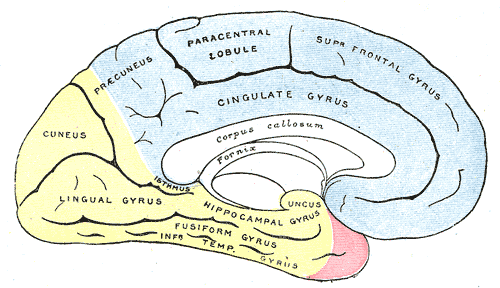 PARACENTRAL
LOBULE
SUPR. FRONTAL GYRUS
PRÆCUNEUS
CINGULATE GYRUS
CUNEUS
Corpus callosum
Fornix
ISTHMUS
LINGUAL GYRUS
HIPPOCAMPAL GYRUS
UNCUS
FUSIFORM GYRUS
INFR. TEMP. GYRUS